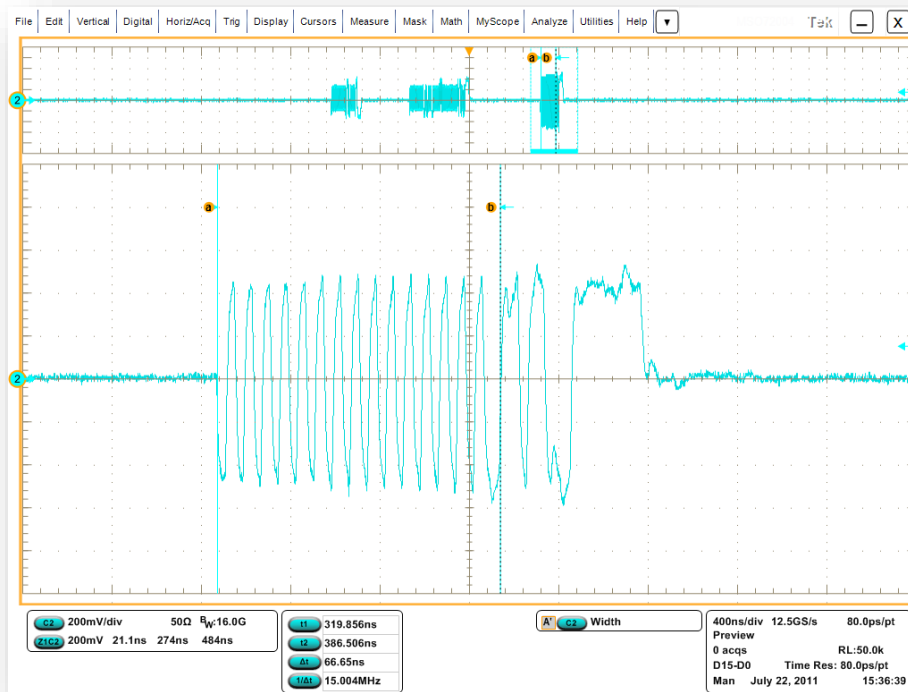 File Edit Vertical Digital Horiz/Acq Trig Display Cursors Measure Mask Math MyScope Analyze Utilities Help Tek X
a b
2
a b
2
C2 200mV/div 50Ω BW:16.0G
Z1C2 200mV 21.1ns 274ns 484ns
t1 319.856ns
t2 386.506ns
Δt 66.65ns
1/Δt 15.004MHz
A' C2 Width
400ns/div 12.5GS/s 80.0ps/pt
Preview
0 acqs RL:50.0k
D15-D0 Time Res: 80.0ps/pt
Man July 22, 2011 15:36:39